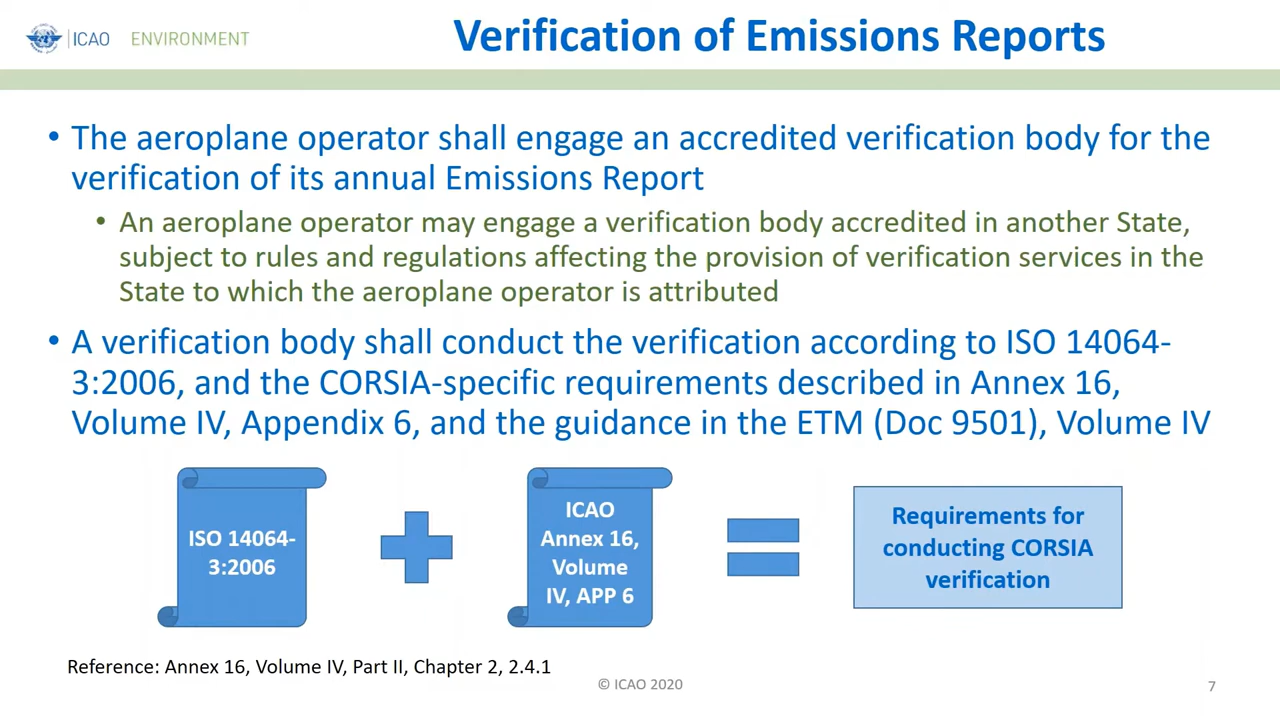 ICAO ENVIRONMENT
Verification of Emissions Reports
• The aeroplane operator shall engage an accredited verification body for the
verification of its annual Emissions Report
• An aeroplane operator may engage a verification body accredited in another State,
subject to rules and regulations affecting the provision of verification services in the
State to which the aeroplane operator is attributed
• A verification body shall conduct the verification according to ISO 14064-
3:2006, and the CORSIA-specific requirements described in Annex 16,
Volume IV, Appendix 6, and the guidance in the ETM (Doc 9501), Volume IV
ISO 14064-
3:2006
ICAO
Annex 16,
Volume
IV, APP 6
Requirements for
conducting CORSIA
verification
Reference: Annex 16, Volume IV, Part II, Chapter 2, 2.4.1
© ICAO 2020
7